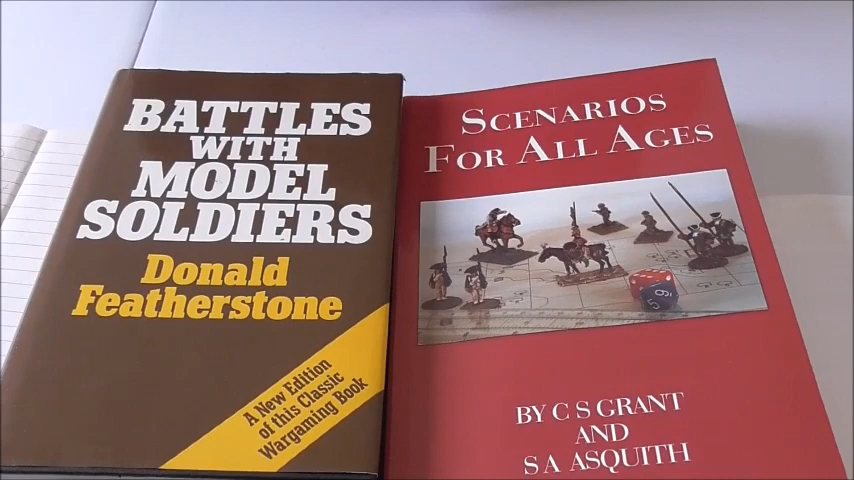 BATTLES
WITH
MODEL
SOLDIERS
Donald
Featherstone
A New Edition
of this Classic
Wargaming Book
SCENARIOS
FOR ALL AGES
BY C S GRANT
AND
S A ASQUITH